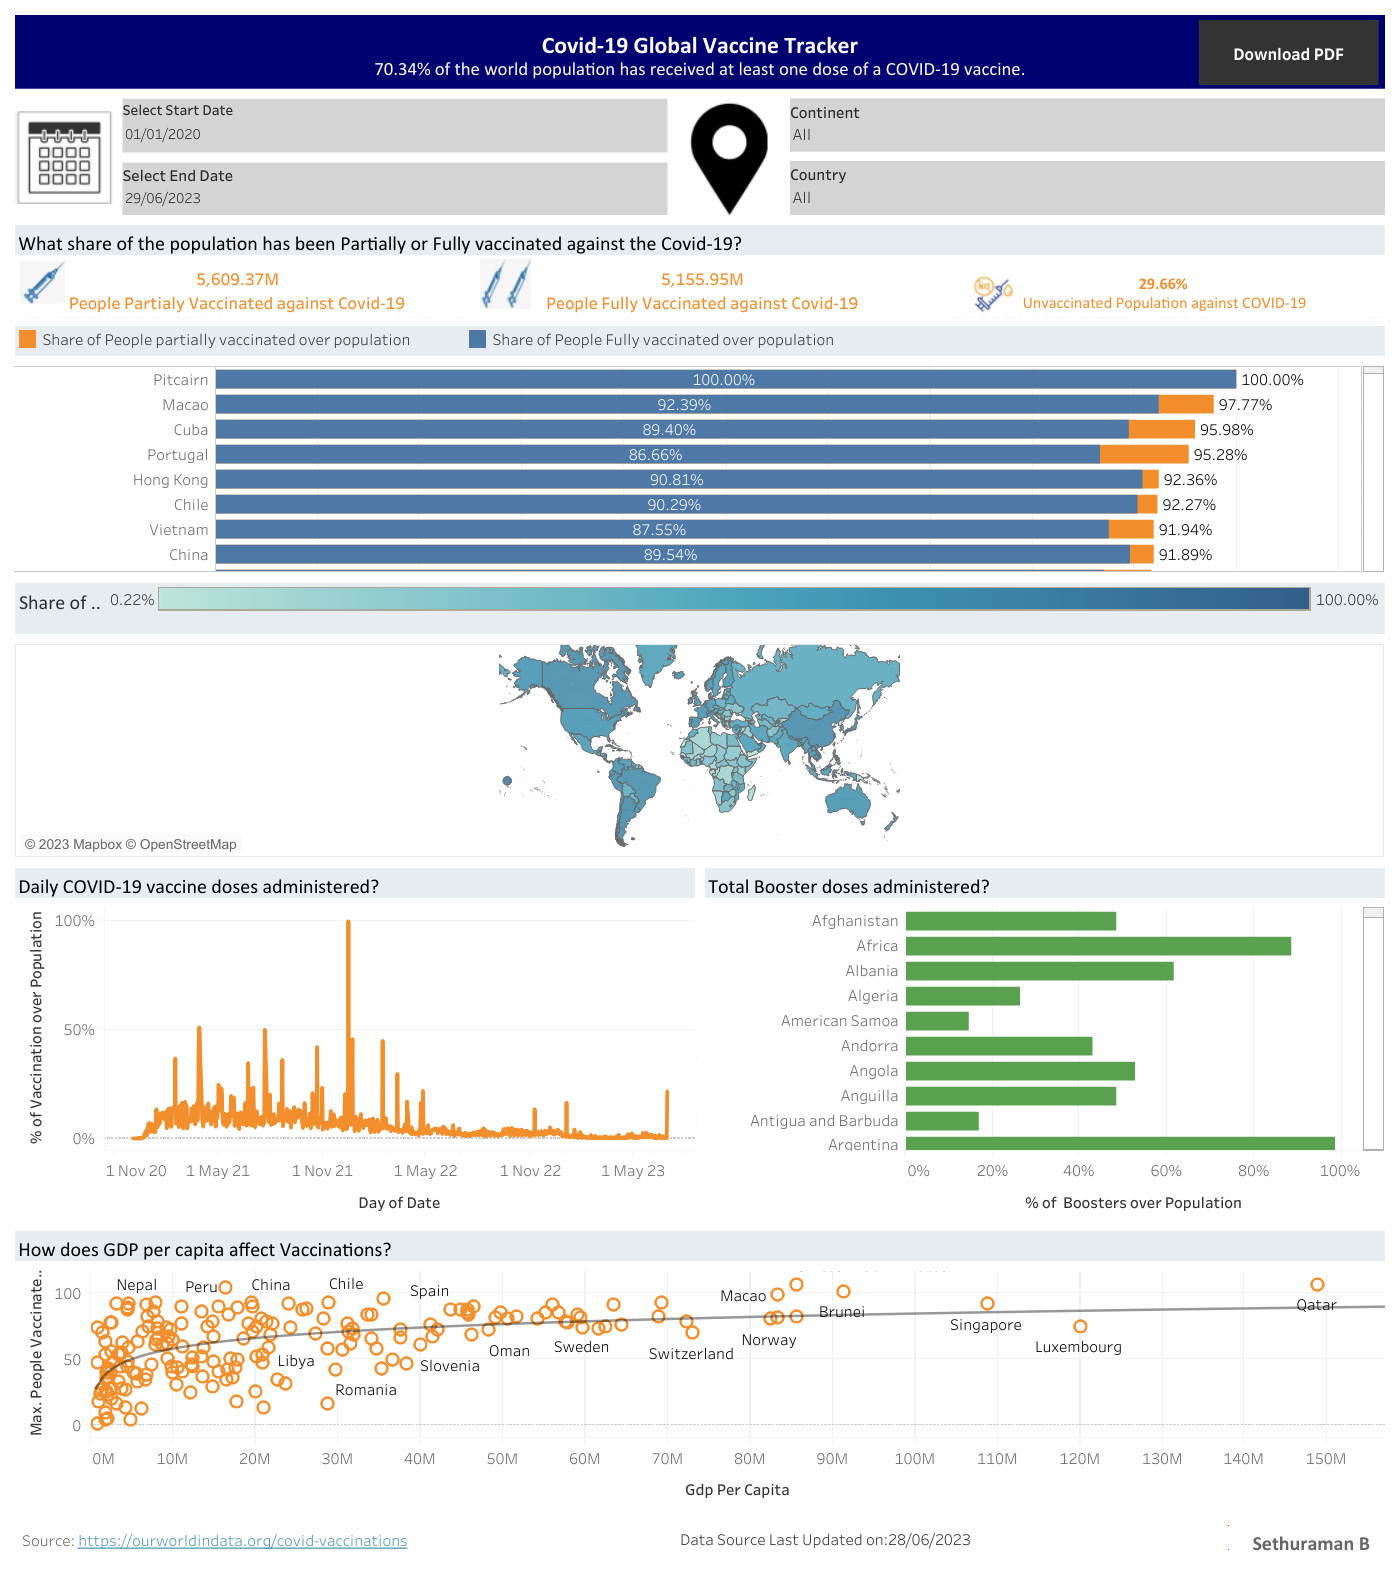 Covid-19 Global Vaccine Tracker
70.34% of the world population has received at least one dose of a COVID-19 vaccine.
Download PDF
Select Start Date
01/01/2020
Select End Date
29/06/2023
Continent
All
Country
All
What share of the population has been Partially or Fully vaccinated against the Covid-19?
5,609.37M
People Partialy Vaccinated against Covid-19
5,155.95M
People Fully Vaccinated against Covid-19
29.66%
Unvaccinated Population against COVID-19
Share of People partially vaccinated over population
Share of People Fully vaccinated over population
Pitcairn 100.00% 100.00%
Macao 92.39% 97.77%
Cuba 89.40% 95.98%
Portugal 86.66% 95.28%
Hong Kong 90.81% 92.36%
Chile 90.29% 92.27%
Vietnam 87.55% 91.94%
China 89.54% 91.89%
Share of .. 0.22% 100.00%
© 2023 Mapbox © OpenStreetMap
Daily COVID-19 vaccine doses administered?
% of Vaccination over Population
100%
50%
0%
1 Nov 20 1 May 21 1 Nov 21 1 May 22 1 Nov 22 1 May 23
Day of Date
Total Booster doses administered?
Afghanistan
Africa
Albania
Algeria
American Samoa
Andorra
Angola
Anguilla
Antigua and Barbuda
Argentina
0% 20% 40% 60% 80% 100%
% of Boosters over Population
How does GDP per capita affect Vaccinations?
Max. People Vaccinate..
100
50
0
Nepal
Peru
China
Chile
Spain
Macao
Brunei
Qatar
Singapore
Libya
Slovenia
Oman
Sweden
Switzerland
Norway
Luxembourg
Romania
0M 10M 20M 30M 40M 50M 60M 70M 80M 90M 100M 110M 120M 130M 140M 150M
Gdp Per Capita
Source: https://ourworldindata.org/covid-vaccinations
Data Source Last Updated on:28/06/2023
Sethuraman B